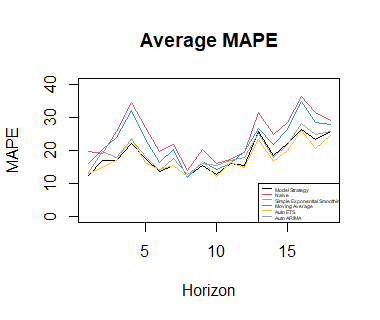 Average MAPE
MAPE
40
30
20
10
0
Model Strategy
Naive
Simple Exponential Smoothin
Moving Average
Auto ETS
Auto ARIMA
5 10 15
Horizon